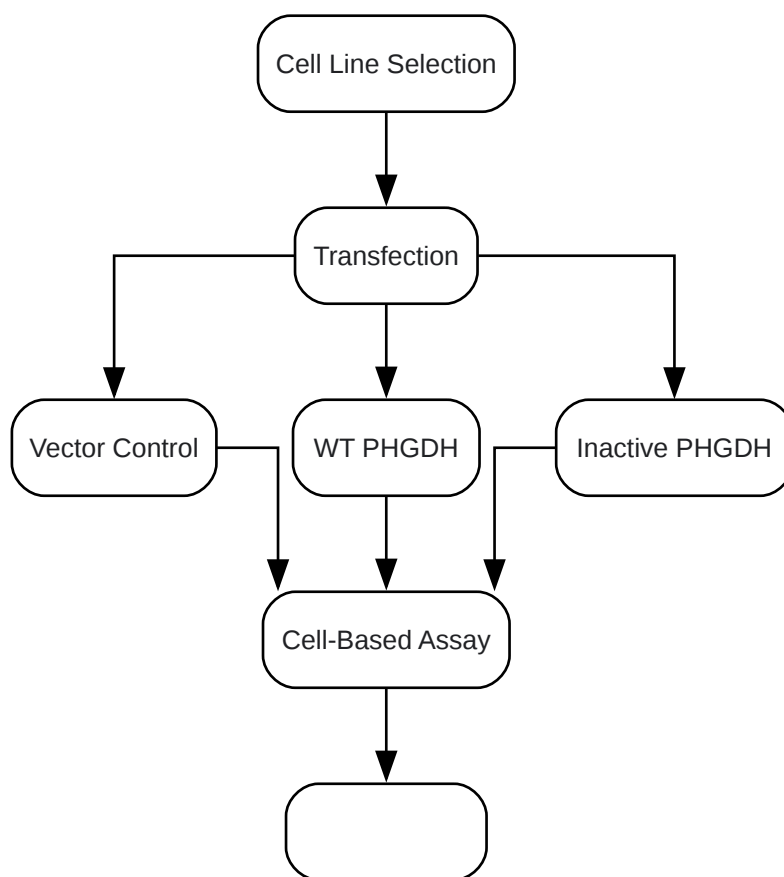 Cell Line Selection
Transfection
Vector Control
WT PHGDH
Inactive PHGDH
Cell-Based Assay